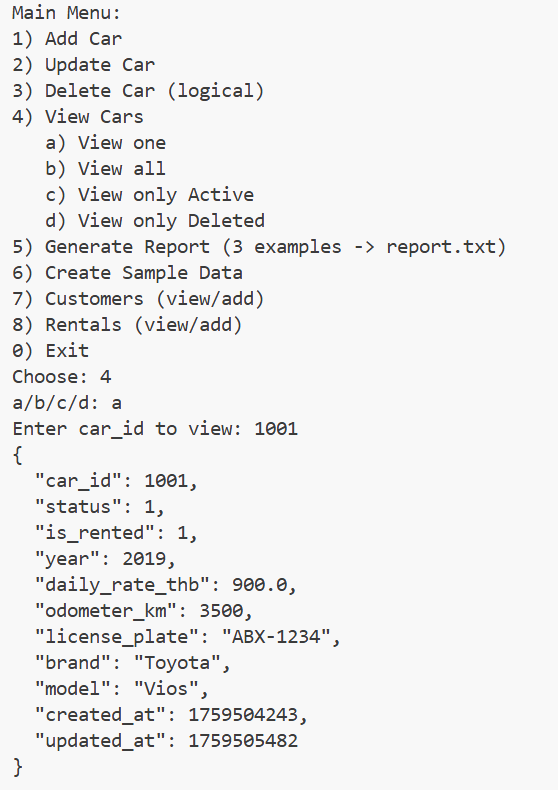 Main Menu:
1) Add Car
2) Update Car
3) Delete Car (logical)
4) View Cars
   a) View one
   b) View all
   c) View only Active
   d) View only Deleted
5) Generate Report (3 examples -> report.txt)
6) Create Sample Data
7) Customers (view/add)
8) Rentals (view/add)
0) Exit
Choose: 4
a/b/c/d: a
Enter car_id to view: 1001
{
  "car_id": 1001,
  "status": 1,
  "is_rented": 1,
  "year": 2019,
  "daily_rate_thb": 900.0,
  "odometer_km": 3500,
  "license_plate": "ABX-1234",
  "brand": "Toyota",
  "model": "Vios",
  "created_at": 1759504243,
  "updated_at": 1759505482
}